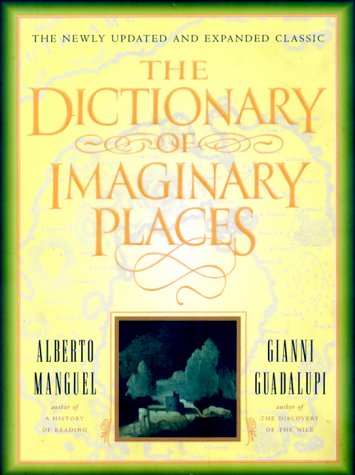 THE NEWLY UPDATED AND EXPANDED CLASSIC
THE
DICTIONARY
OF
IMAGINARY
PLACES
ALBERTO
MANGUEL
author of
A HISTORY
OF READING
GIANNI
GUADALUPI
author of
THE DISCOVERY
OF THE NILE